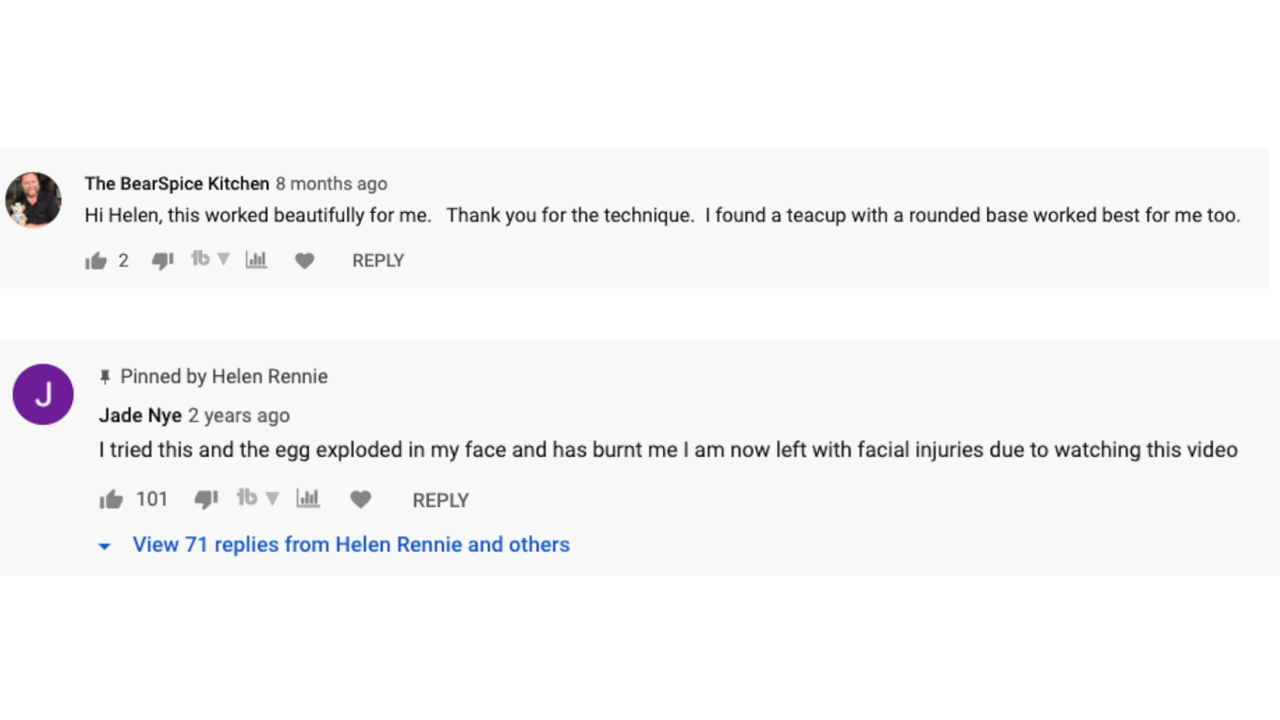 The BearSpice Kitchen 8 months ago
Hi Helen, this worked beautifully for me. Thank you for the technique. I found a teacup with a rounded base worked best for me too.
2 REPLY
Pinned by Helen Rennie
J
Jade Nye 2 years ago
I tried this and the egg exploded in my face and has burnt me I am now left with facial injuries due to watching this video
101 REPLY
View 71 replies from Helen Rennie and others